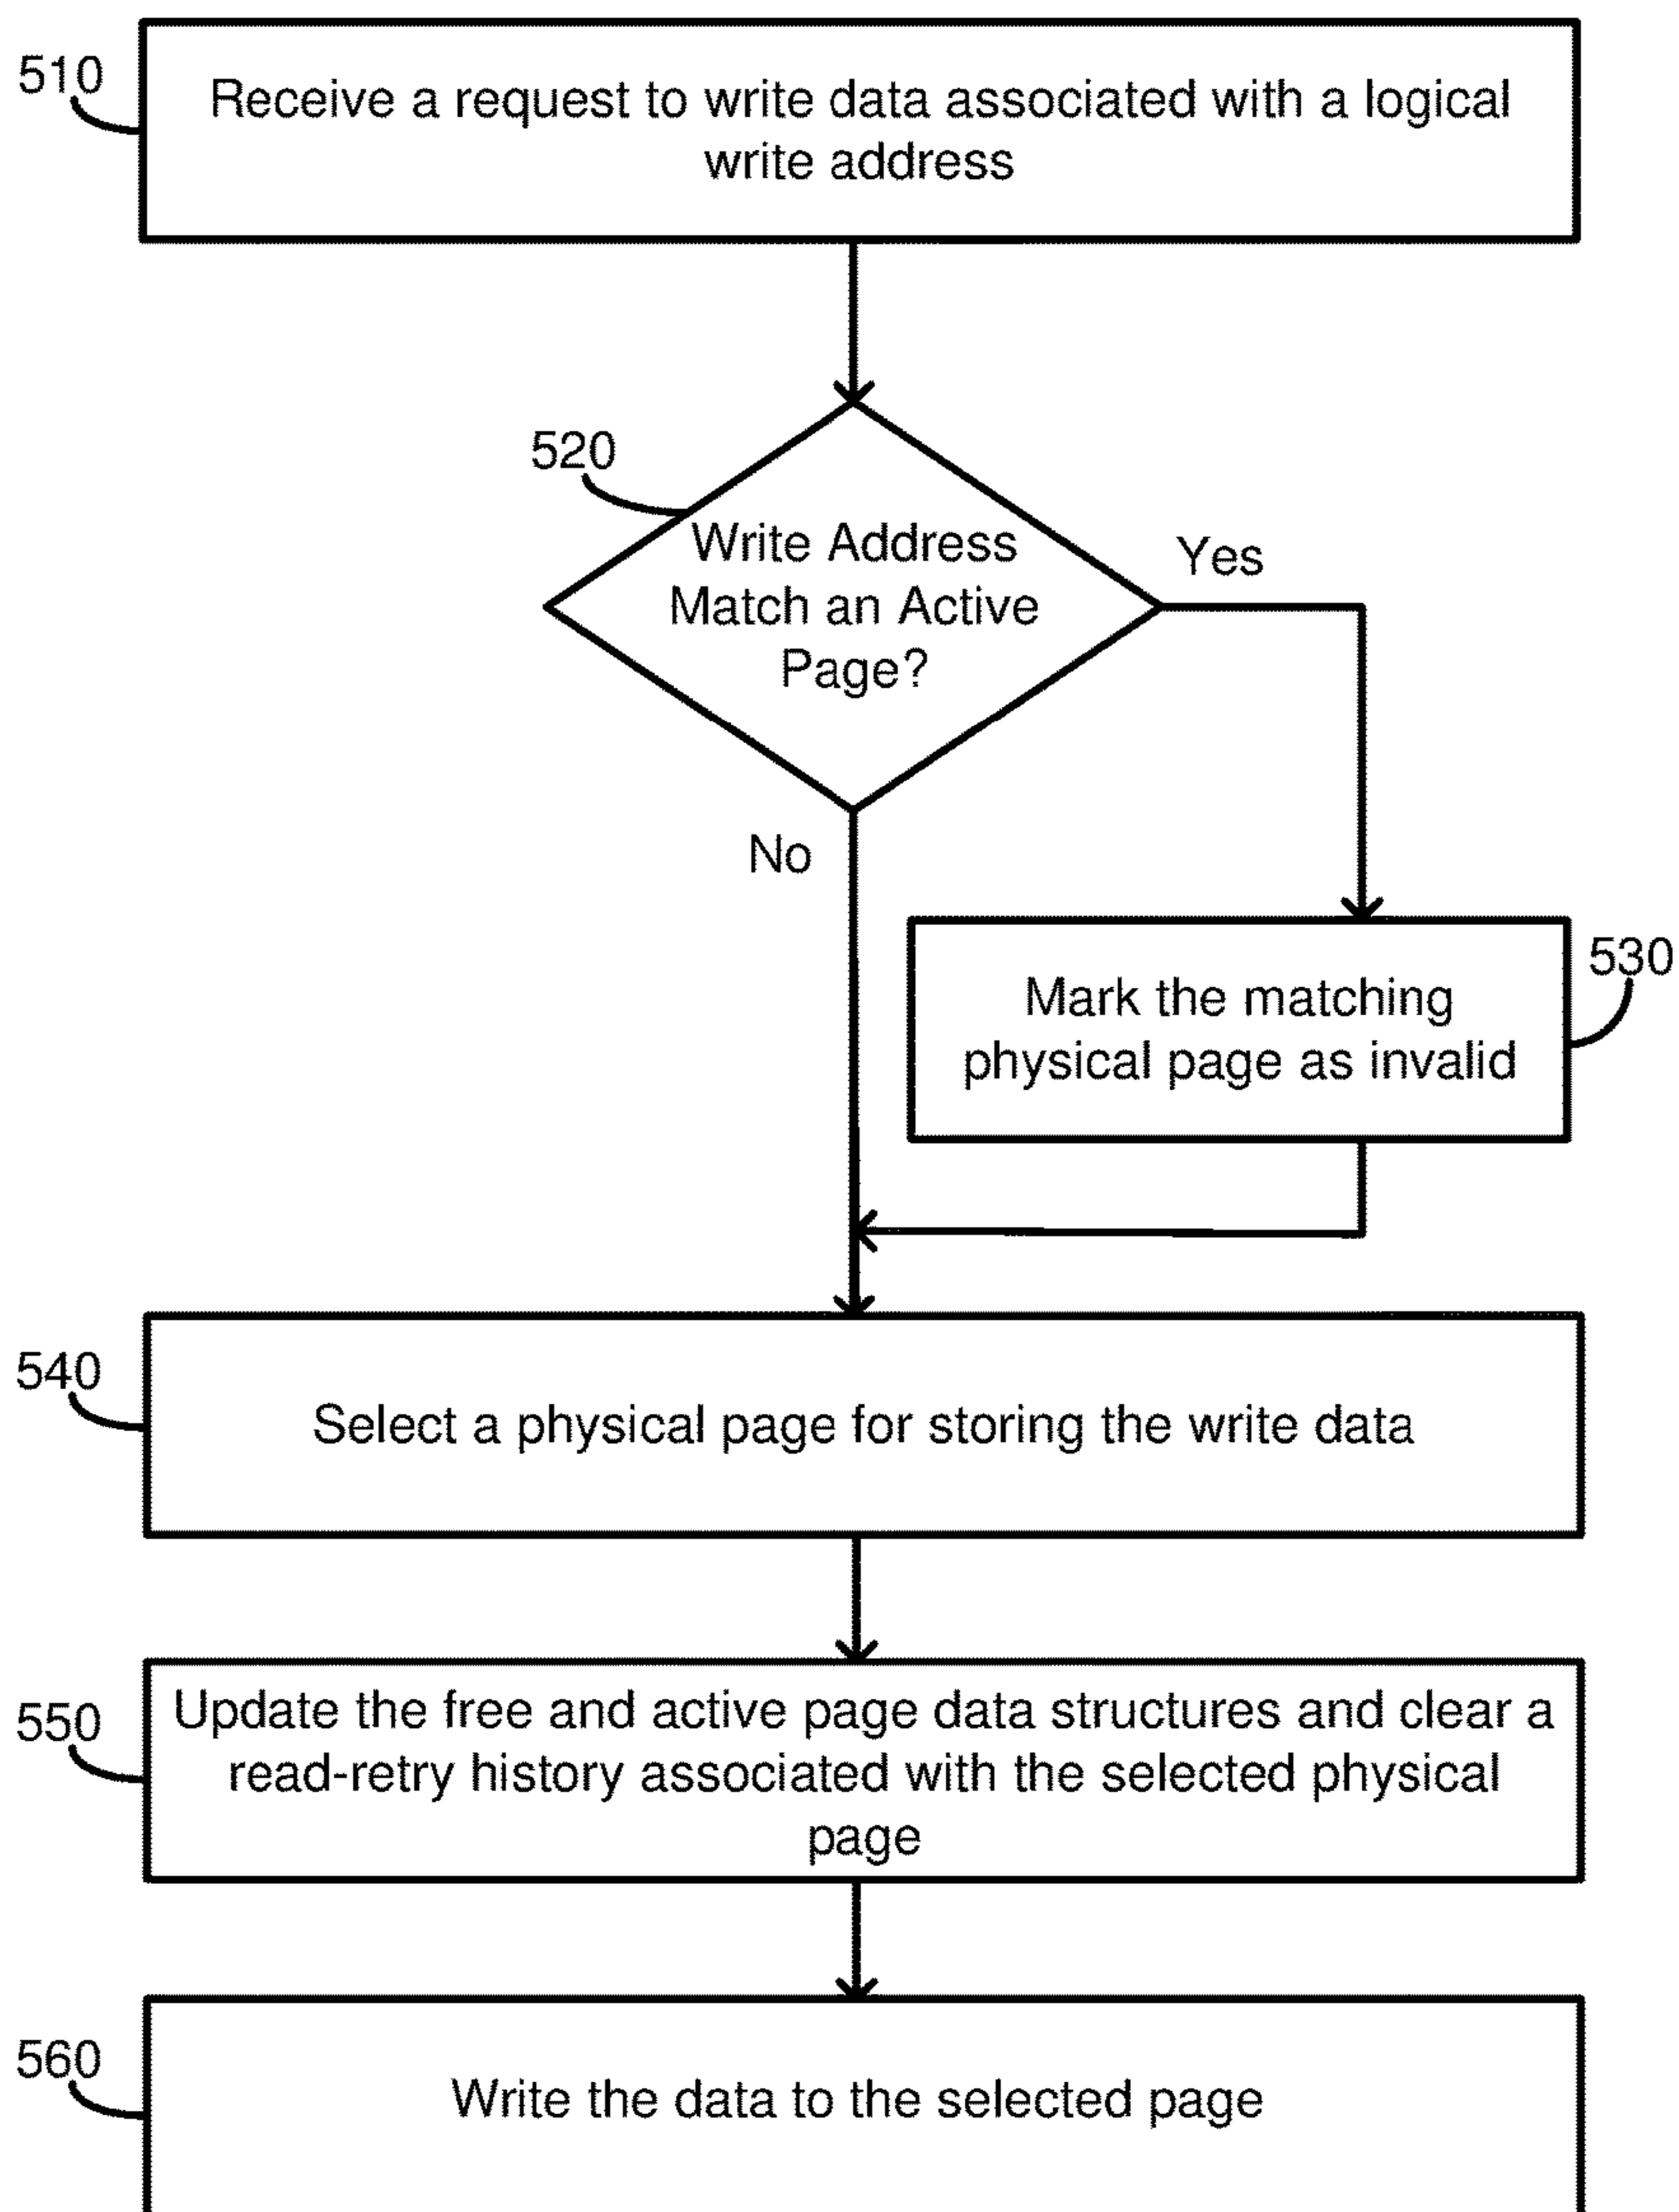 510
Receive a request to write data associated with a logical
write address
520
Write Address
Match an Active
Page?
Yes
No
530
Mark the matching
physical page as invalid
540
Select a physical page for storing the write data
550
Update the free and active page data structures and clear a
read-retry history associated with the selected physical
page
560
Write the data to the selected page